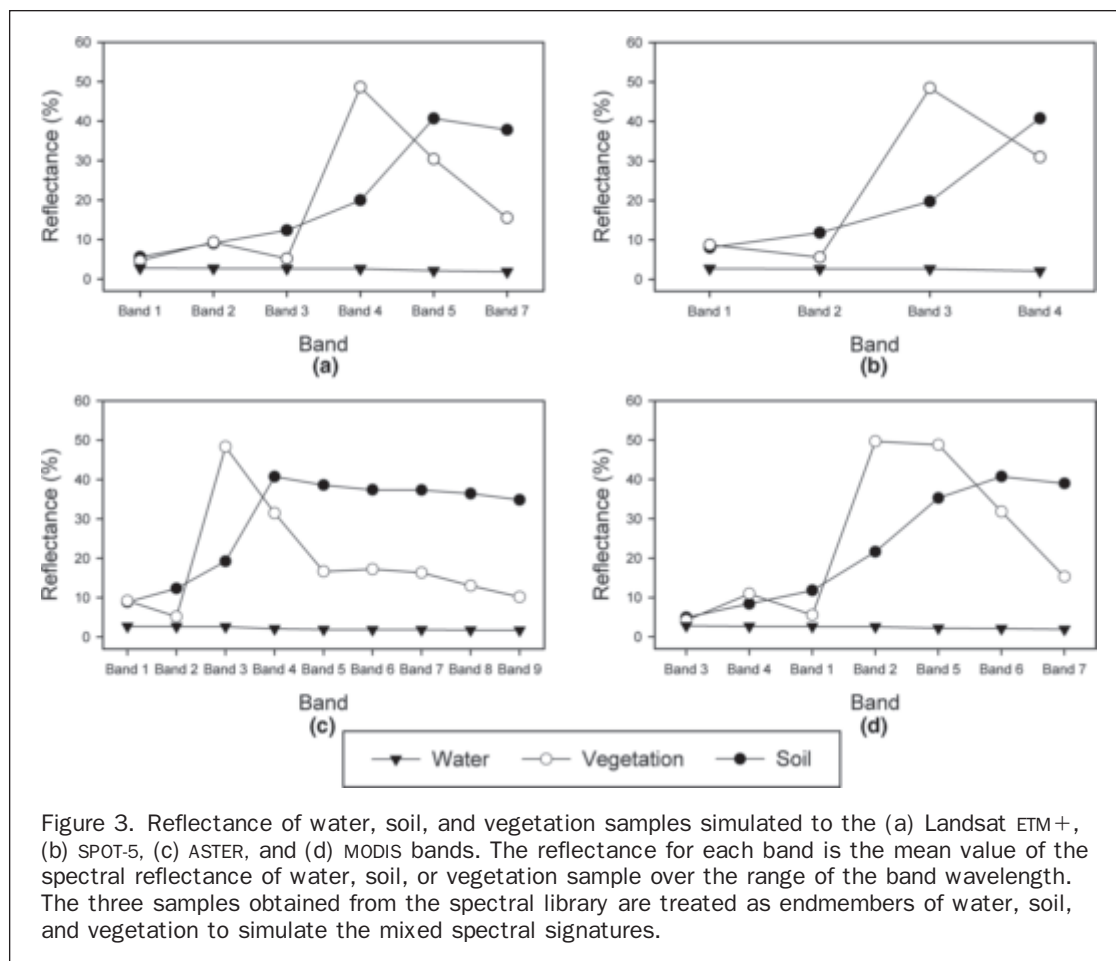 60
50
40
30
20
10
0
Reflectance (%)
Band 1 Band 2 Band 3 Band 4 Band 5 Band 7
Band
(a)
60
50
40
30
20
10
0
Reflectance (%)
Band 1 Band 2 Band 3 Band 4
Band
(b)
60
50
40
30
20
10
0
Reflectance (%)
Band 1 Band 2 Band 3 Band 4 Band 5 Band 6 Band 7 Band 8 Band 9
Band
(c)
60
50
40
30
20
10
0
Reflectance (%)
Band 3 Band 4 Band 1 Band 2 Band 5 Band 6 Band 7
Band
(d)
Water Vegetation Soil
Figure 3. Reflectance of water, soil, and vegetation samples simulated to the (a) Landsat ETM+,
(b) SPOT-5, (c) ASTER, and (d) MODIS bands. The reflectance for each band is the mean value of the
spectral reflectance of water, soil, or vegetation sample over the range of the band wavelength.
The three samples obtained from the spectral library are treated as endmembers of water, soil,
and vegetation to simulate the mixed spectral signatures.